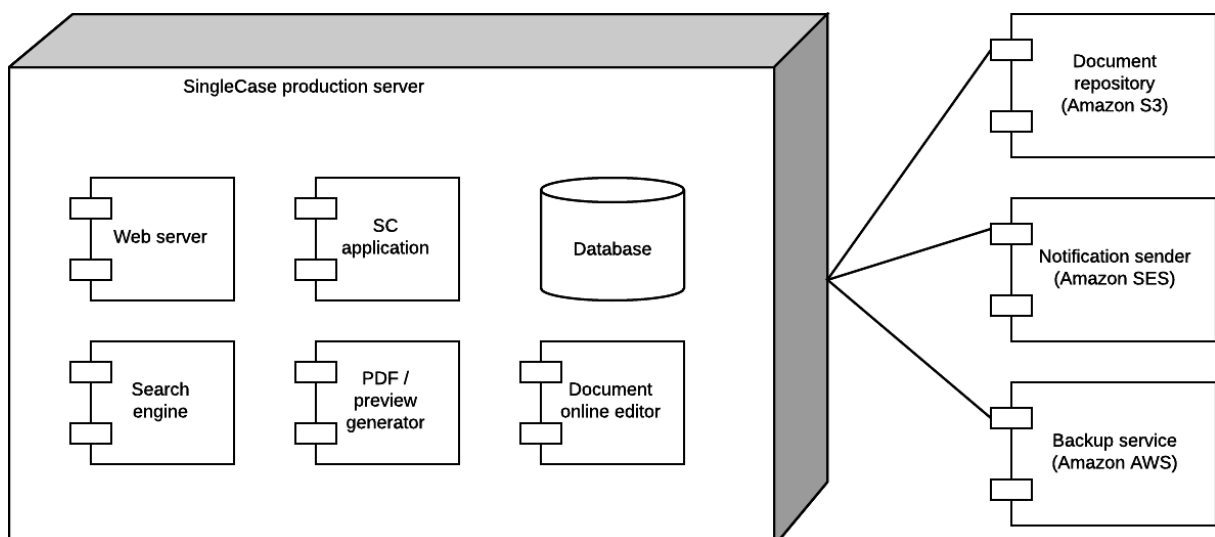 SingleCase production server
Web server
SC
application
Database
Search
engine
PDF /
preview
generator
Document
online editor
Document
repository
(Amazon S3)
Notification sender
(Amazon SES)
Backup service
(Amazon AWS)